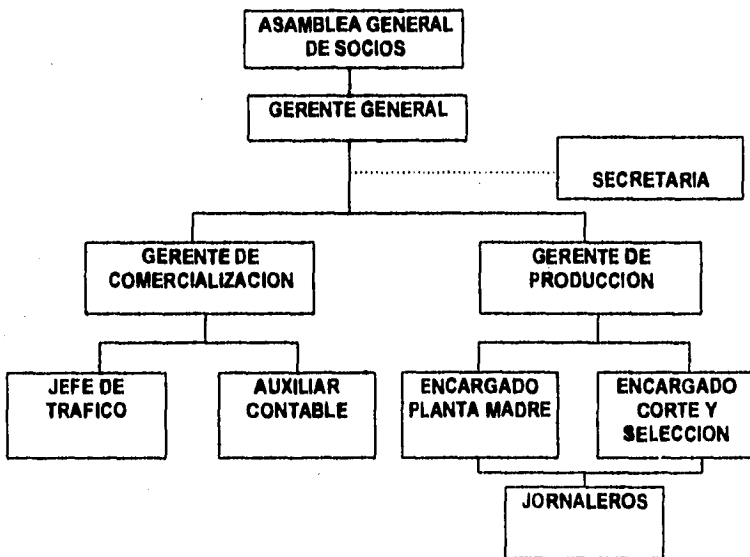 ASAMBLEA GENERAL
DE SOCIOS
GERENTE GENERAL
SECRETARIA
GERENTE DE
COMERCIALIZACION
GERENTE DE
PRODUCCION
JEFE DE
TRAFICO
AUXILIAR
CONTABLE
ENCARGADO
PLANTA MADRE
ENCARGADO
CORTE Y
SELECCION
JORNALEROS